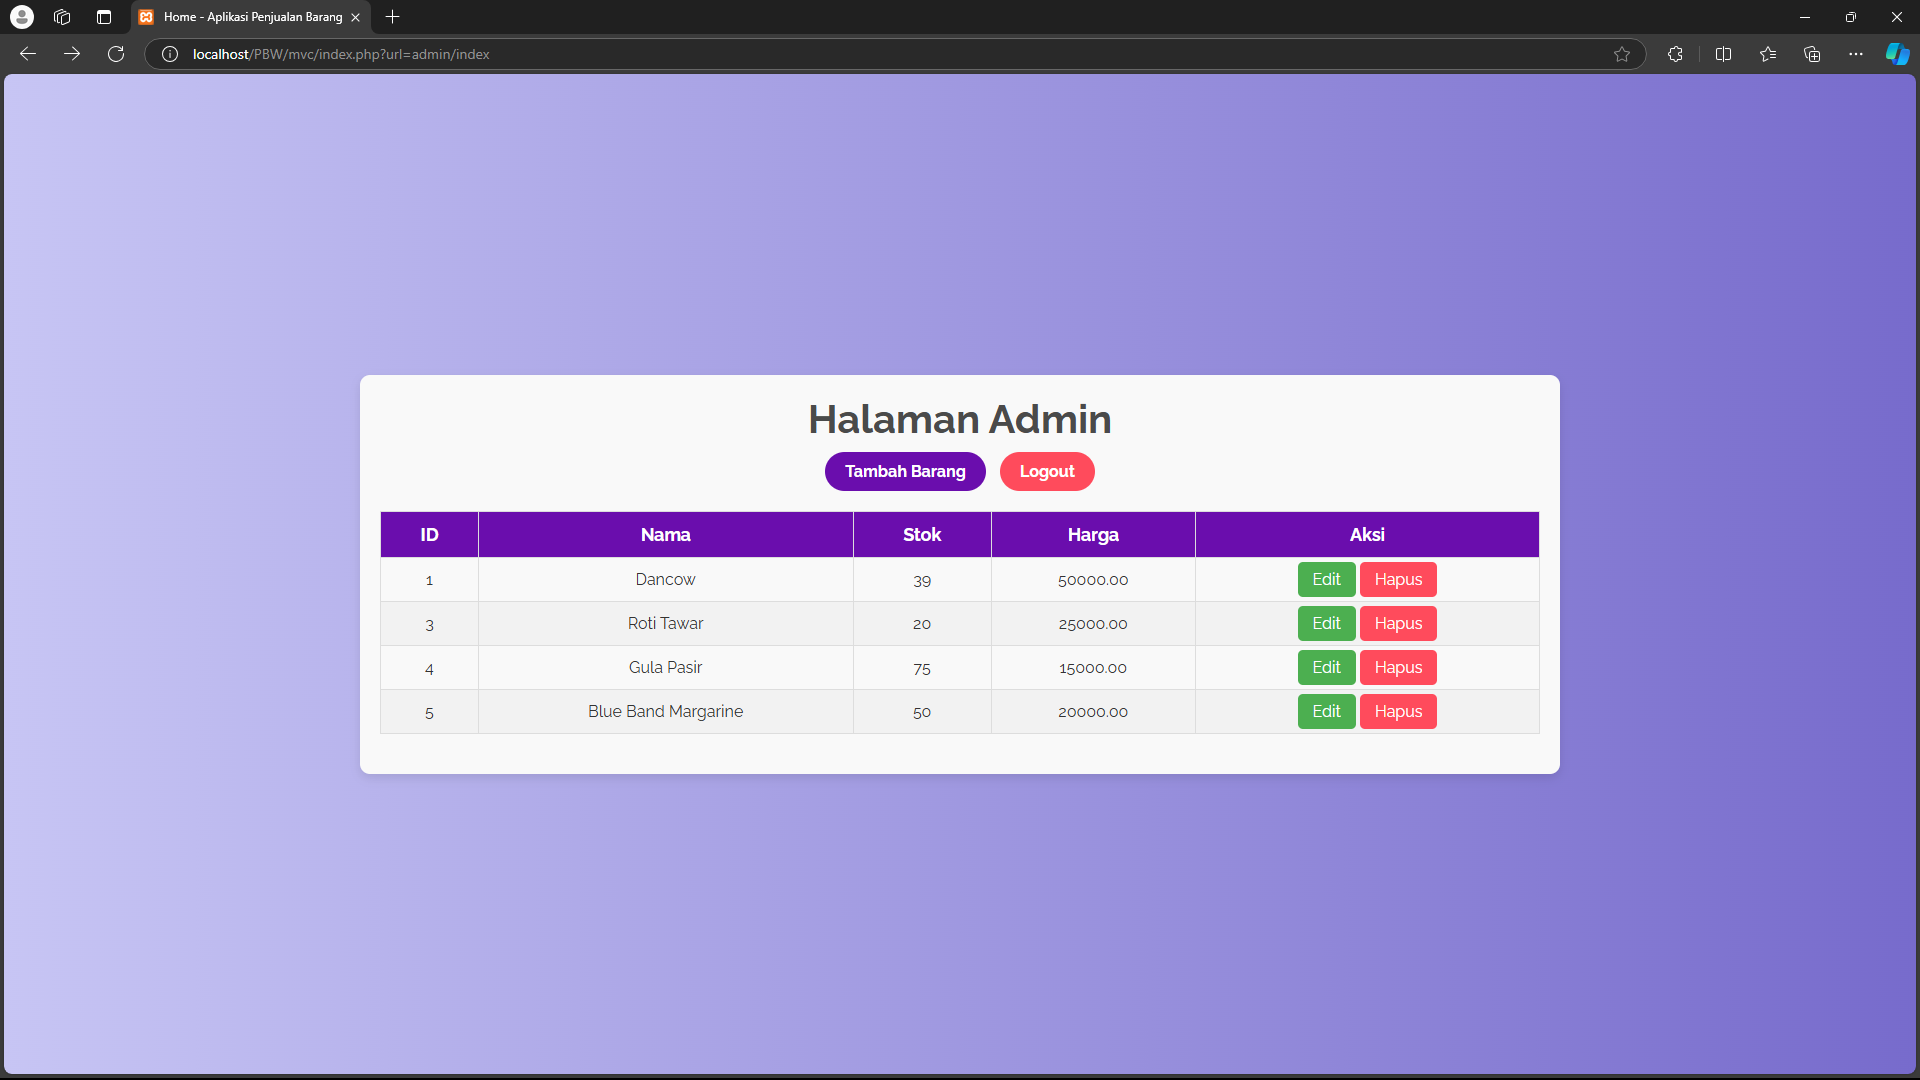 Home - Aplikasi Penjualan Barang
localhost/PBW/mvc/index.php?url=admin/index
Halaman Admin
Tambah Barang Logout
ID Nama Stok Harga Aksi
1 Dancow 39 50000.00 Edit Hapus
3 Roti Tawar 20 25000.00 Edit Hapus
4 Gula Pasir 75 15000.00 Edit Hapus
5 Blue Band Margarine 50 20000.00 Edit Hapus